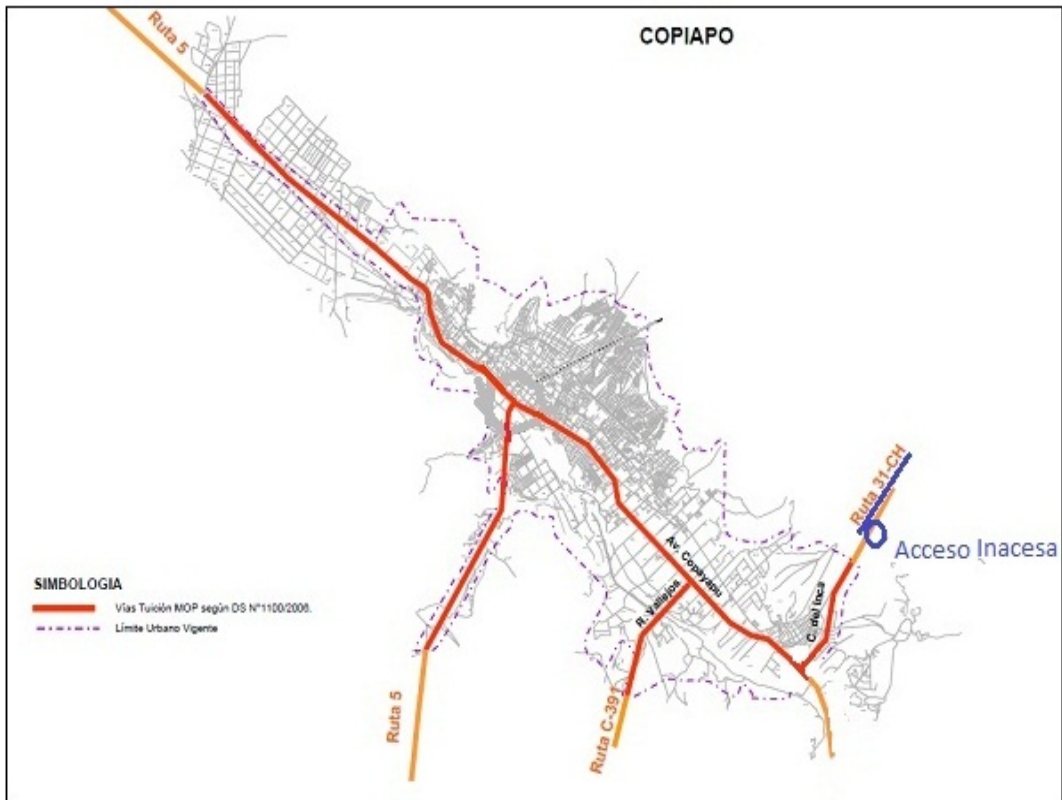 COPIAPO
Ruta 5
Ruta 31-CH
Acceso Inacesa
Av. Copayapu
R. Vallejos
C. del Inca
SIMBOLOGIA
Vías Tuición MOP según DS N°1100/2006.
Límite Urbano Vigente
Ruta 5
Ruta C-391